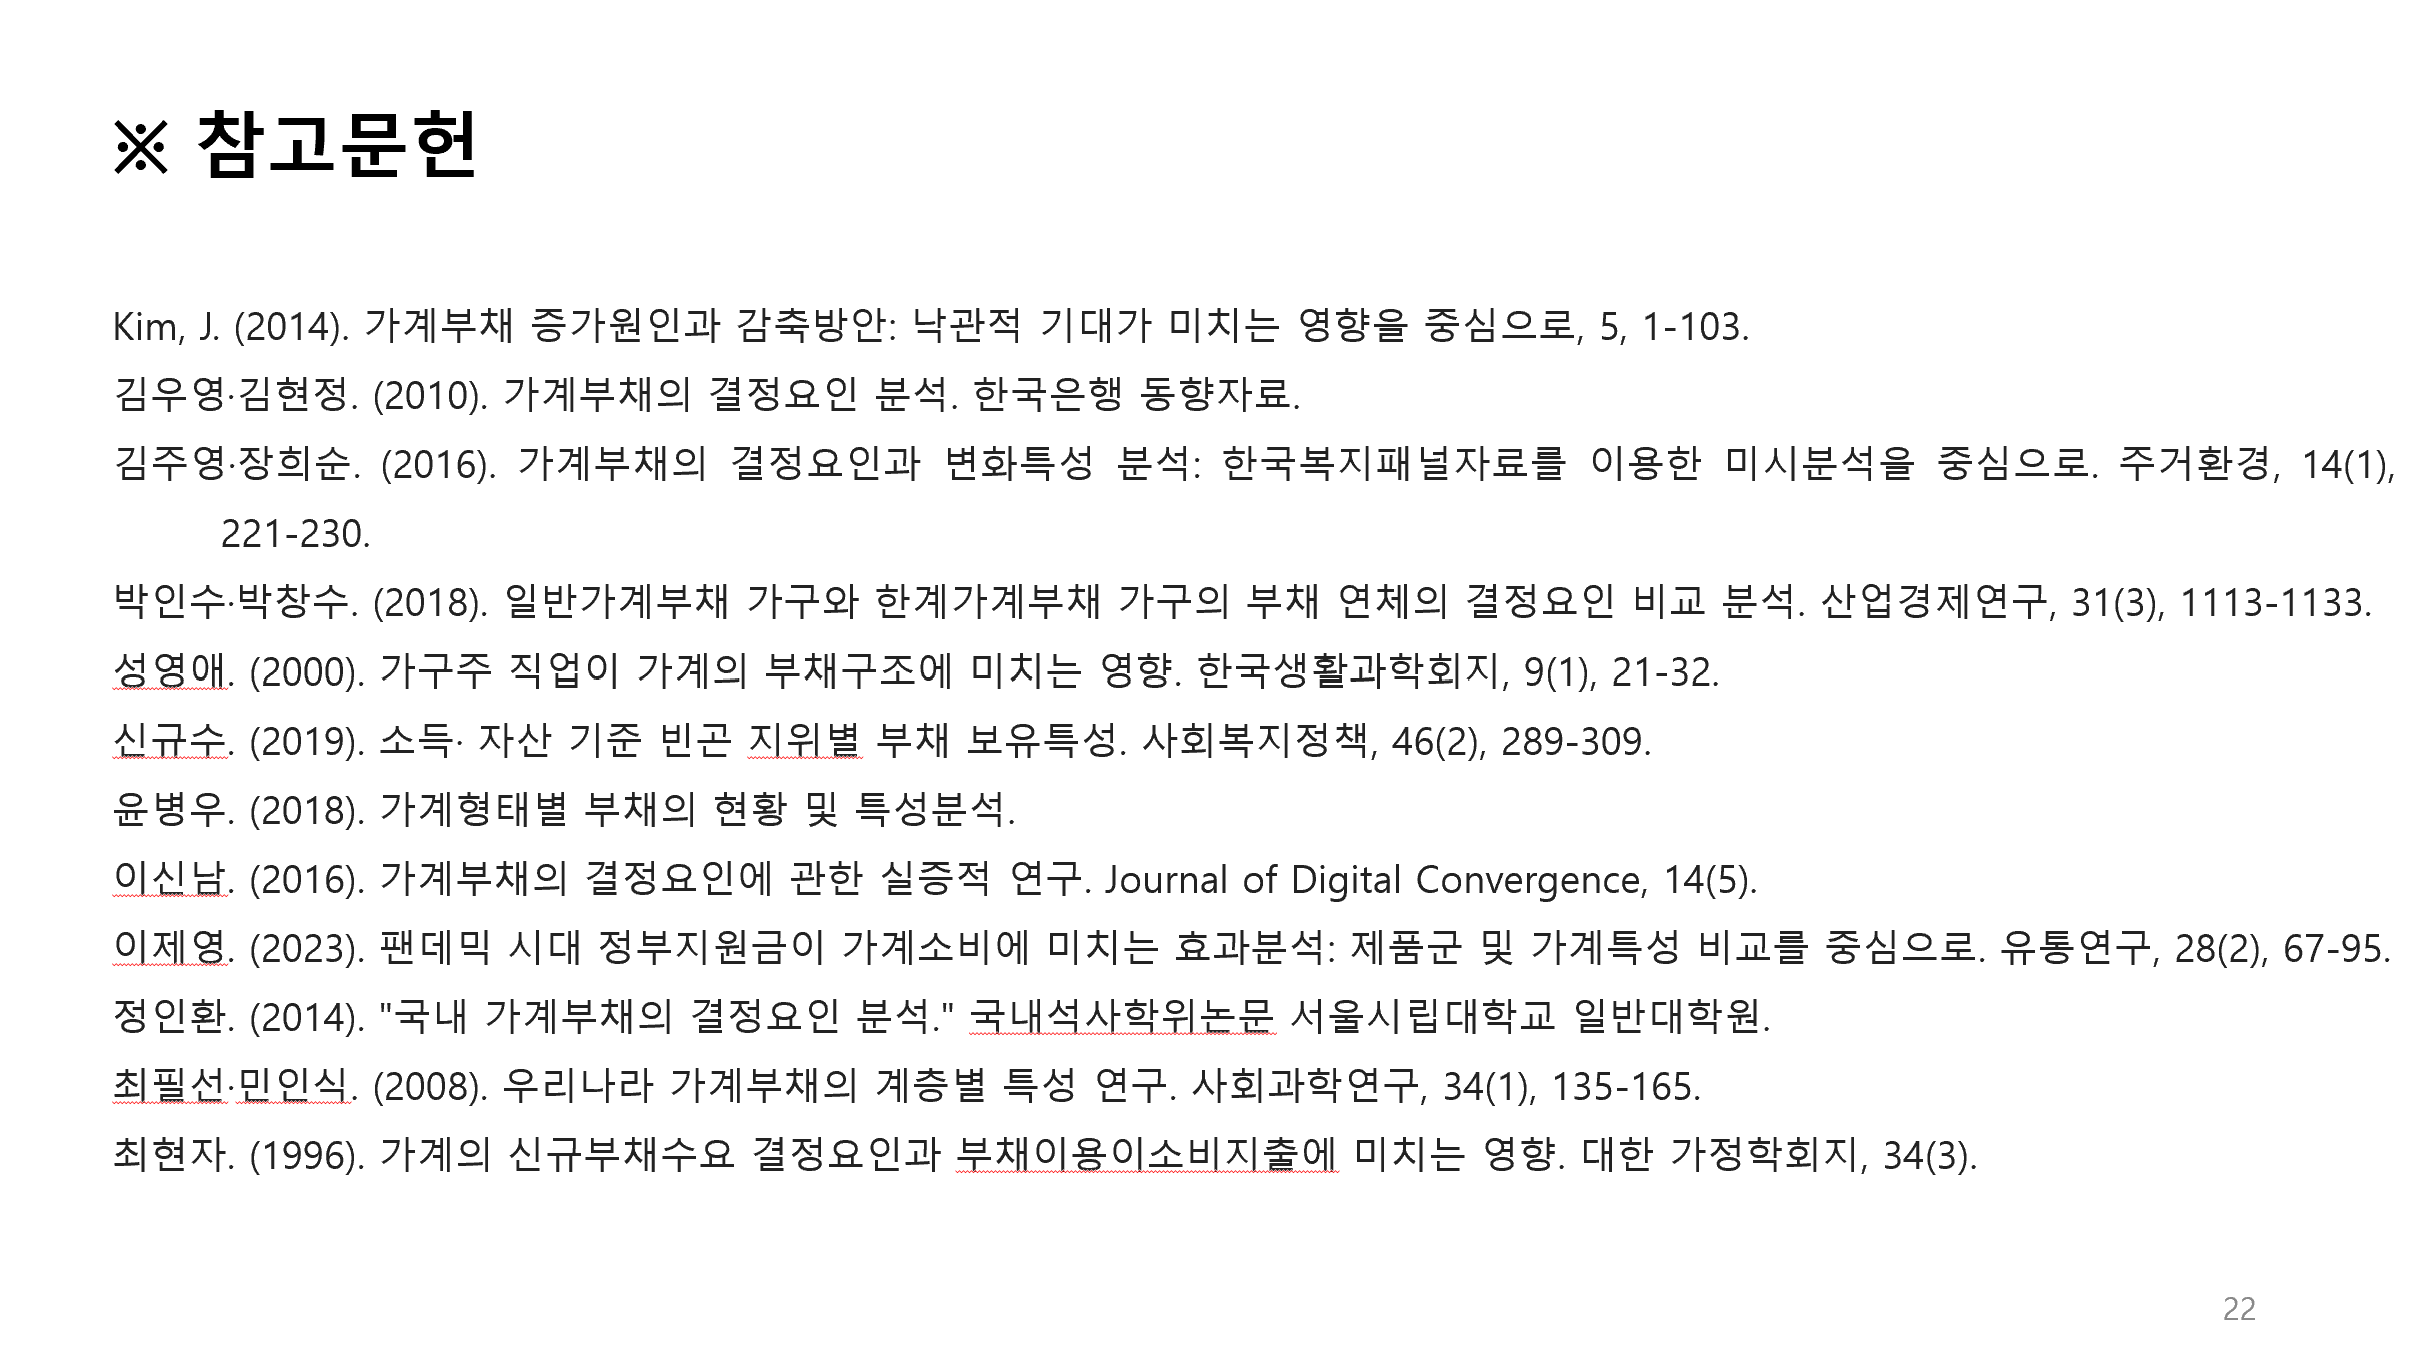 ※ 참고문헌
Kim, J. (2014). 가계부채 증가원인과 감축방안: 낙관적 기대가 미치는 영향을 중심으로, 5, 1-103.
김우영·김현정. (2010). 가계부채의 결정요인 분석. 한국은행 동향자료.
김주영·장희순. (2016). 가계부채의 결정요인과 변화특성 분석: 한국복지패널자료를 이용한 미시분석을 중심으로. 주거환경, 14(1),
221-230.
박인수·박창수. (2018). 일반가계부채 가구와 한계가계부채 가구의 부채 연체의 결정요인 비교 분석. 산업경제연구, 31(3), 1113-1133.
성영애. (2000). 가구주 직업이 가계의 부채구조에 미치는 영향. 한국생활과학회지, 9(1), 21-32.
신규수. (2019). 소득· 자산 기준 빈곤 지위별 부채 보유특성. 사회복지정책, 46(2), 289-309.
윤병우. (2018). 가계형태별 부채의 현황 및 특성분석.
이신남. (2016). 가계부채의 결정요인에 관한 실증적 연구. Journal of Digital Convergence, 14(5).
이제영. (2023). 팬데믹 시대 정부지원금이 가계소비에 미치는 효과분석: 제품군 및 가계특성 비교를 중심으로. 유통연구, 28(2), 67-95.
정인환. (2014). "국내 가계부채의 결정요인 분석." 국내석사학위논문 서울시립대학교 일반대학원.
최필선·민인식. (2008). 우리나라 가계부채의 계층별 특성 연구. 사회과학연구, 34(1), 135-165.
최현자. (1996). 가계의 신규부채수요 결정요인과 부채이용이소비지출에 미치는 영향. 대한 가정학회지, 34(3).
22